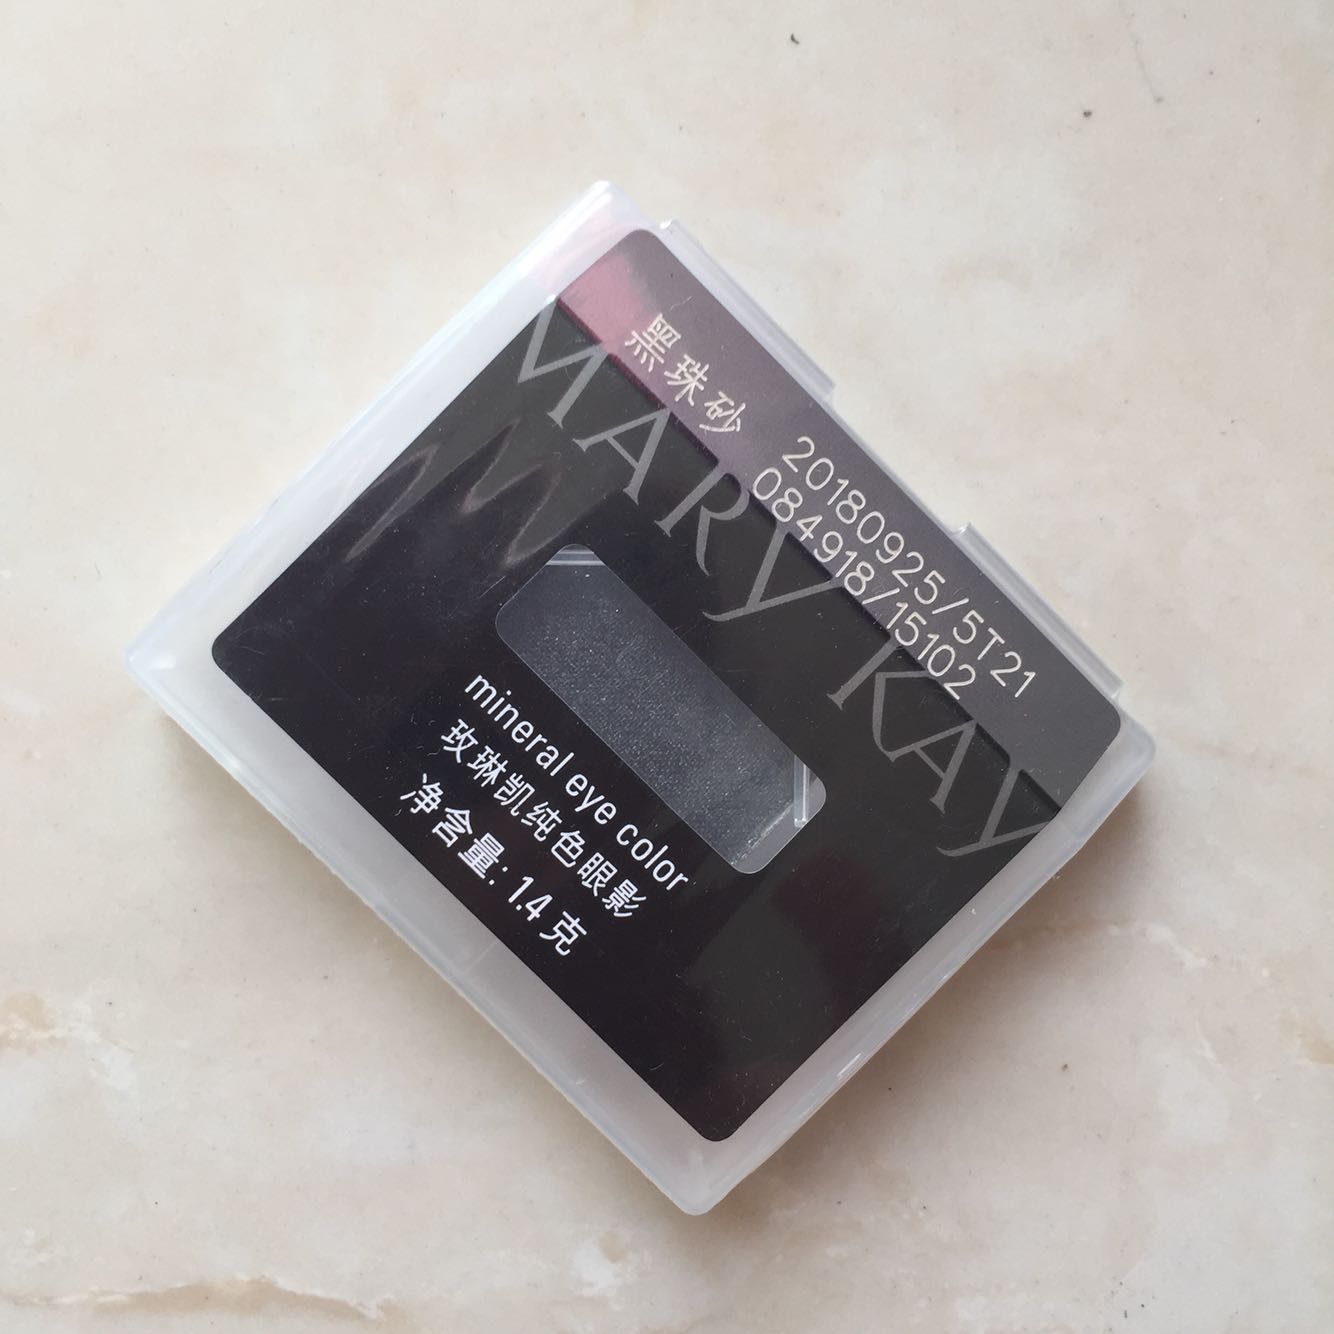 黑珠砂 20180925/5T21
084918/15102
MARY KAY
mineral eye color
玫琳凯纯色眼影
净含量:1.4克